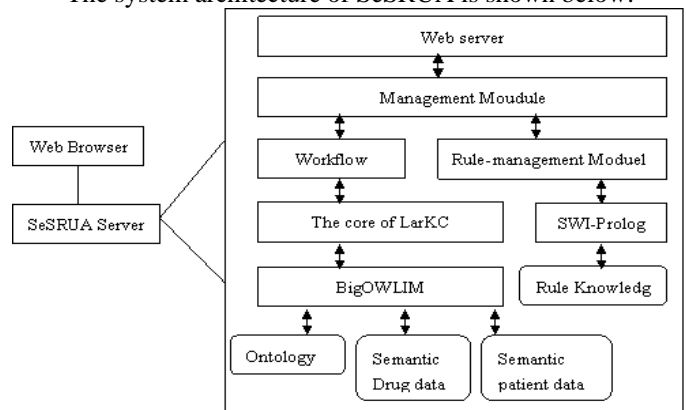 The system architecture of SeSRUA is shown below:
Web server
Management Moudule
Web Browser
Workflow
Rule-management Moduel
SeSRUA Server
The core of LarKC
SWI-Prolog
BigOWLIM
Rule Knowledg
Ontology
Semantic
Drug data
Semantic
patient data